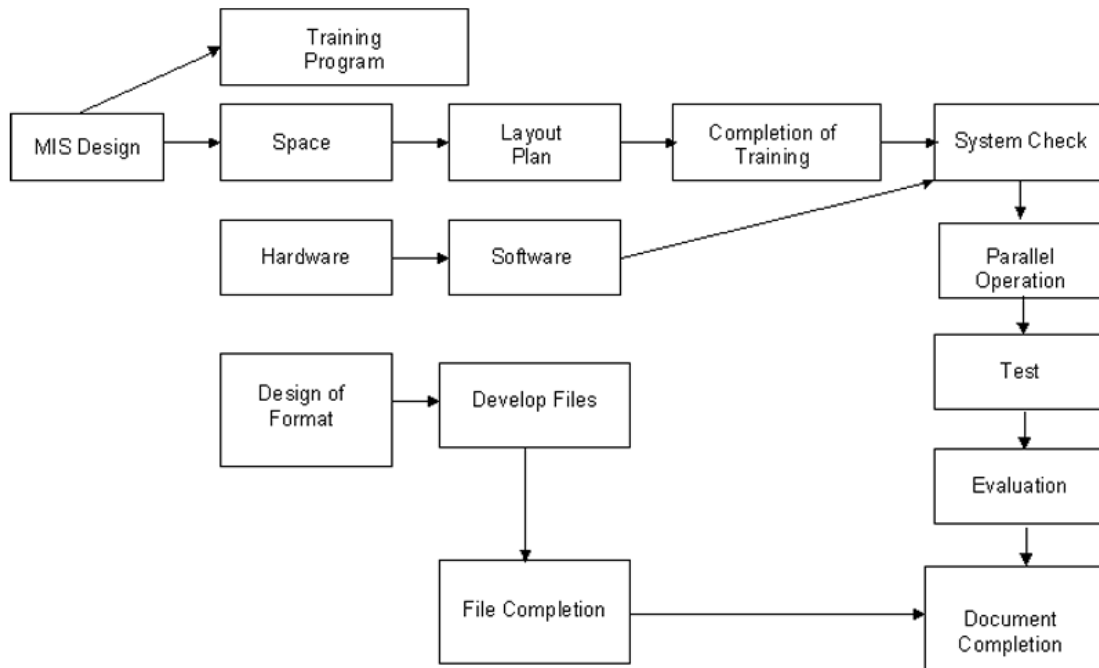 Training
Program
MIS Design
Space
Layout
Plan
Completion of
Training
System Check
Hardware
Software
Parallel
Operation
Design of
Format
Develop Files
Test
Evaluation
File Completion
Document
Completion